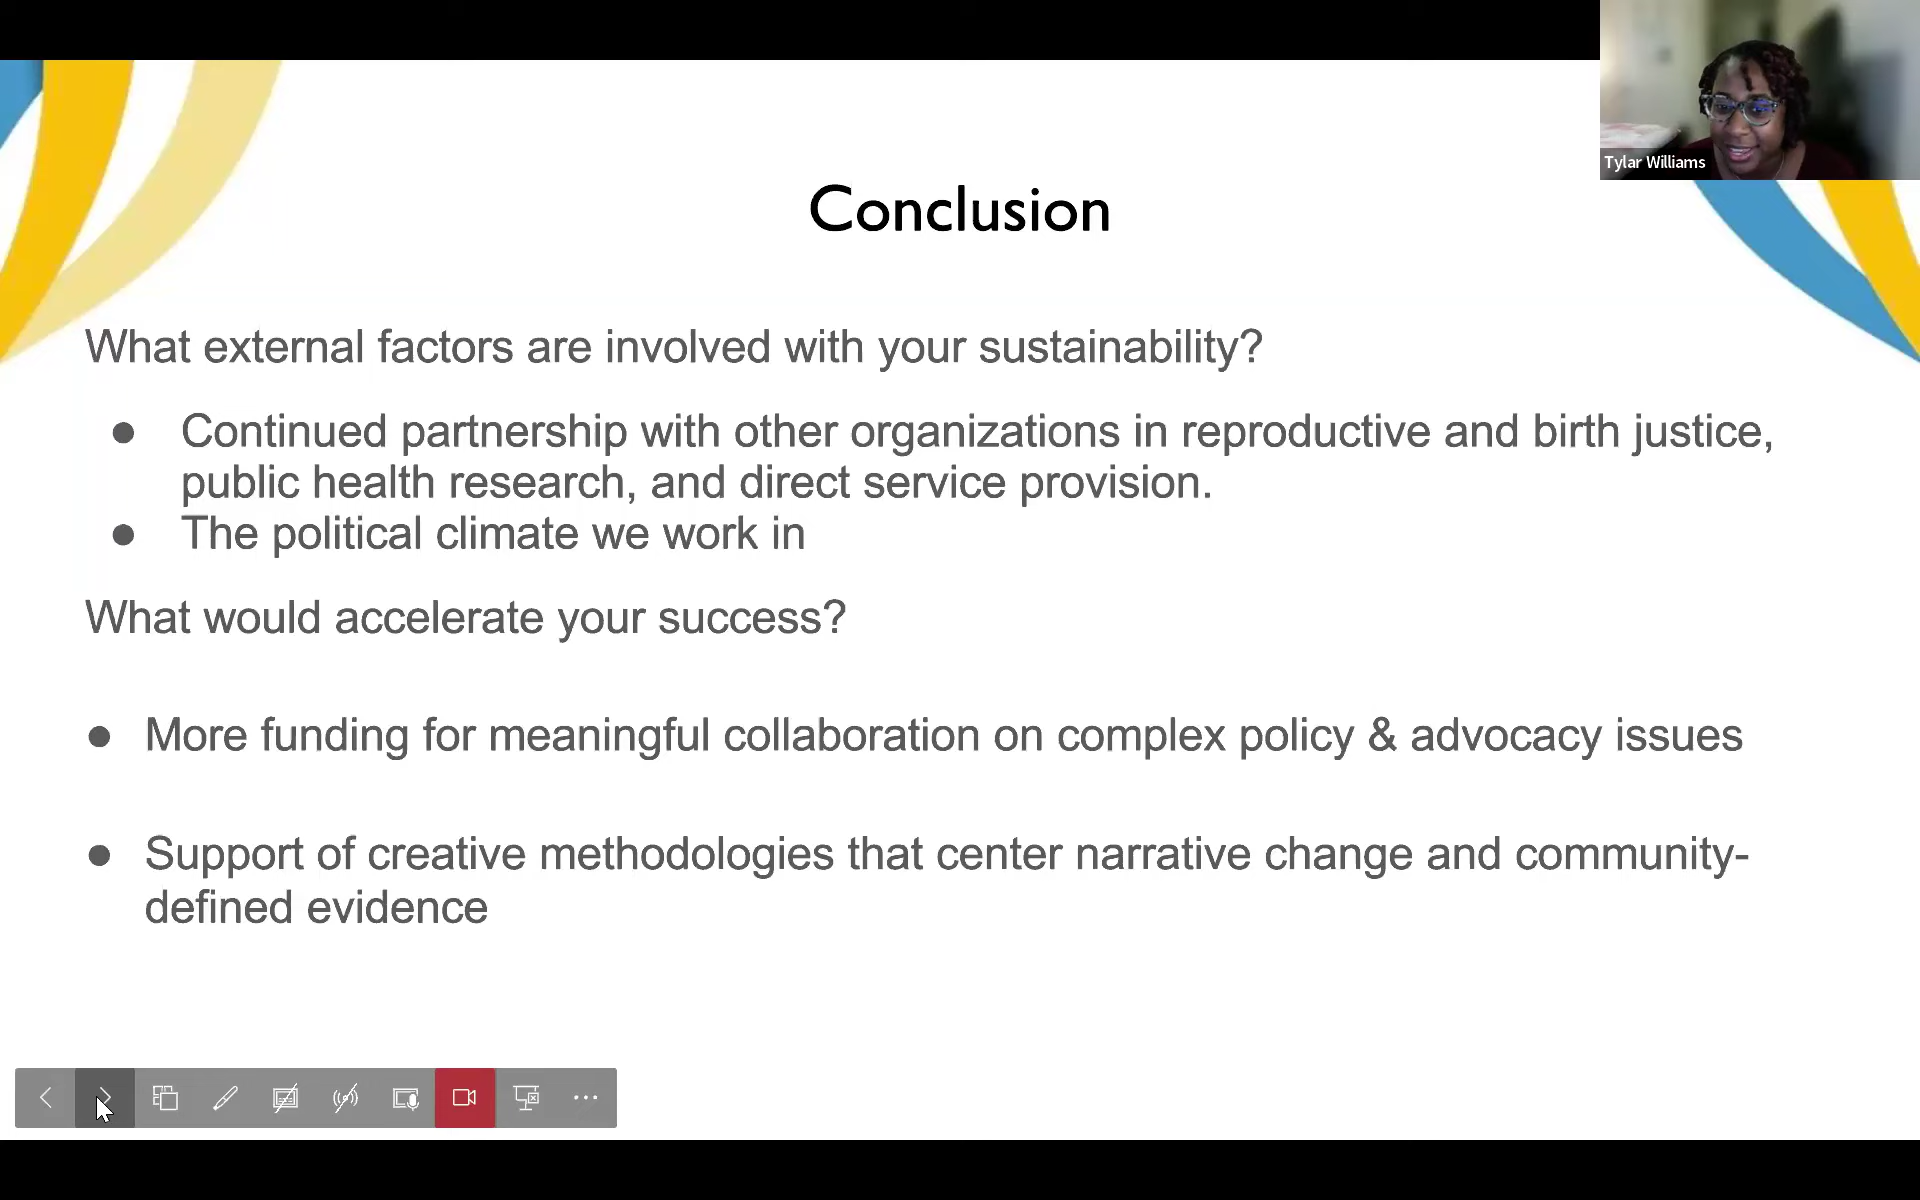 Tylar Williams
Conclusion
What external factors are involved with your sustainability?
● Continued partnership with other organizations in reproductive and birth justice,
public health research, and direct service provision.
● The political climate we work in
What would accelerate your success?
● More funding for meaningful collaboration on complex policy & advocacy issues
● Support of creative methodologies that center narrative change and community-
defined evidence